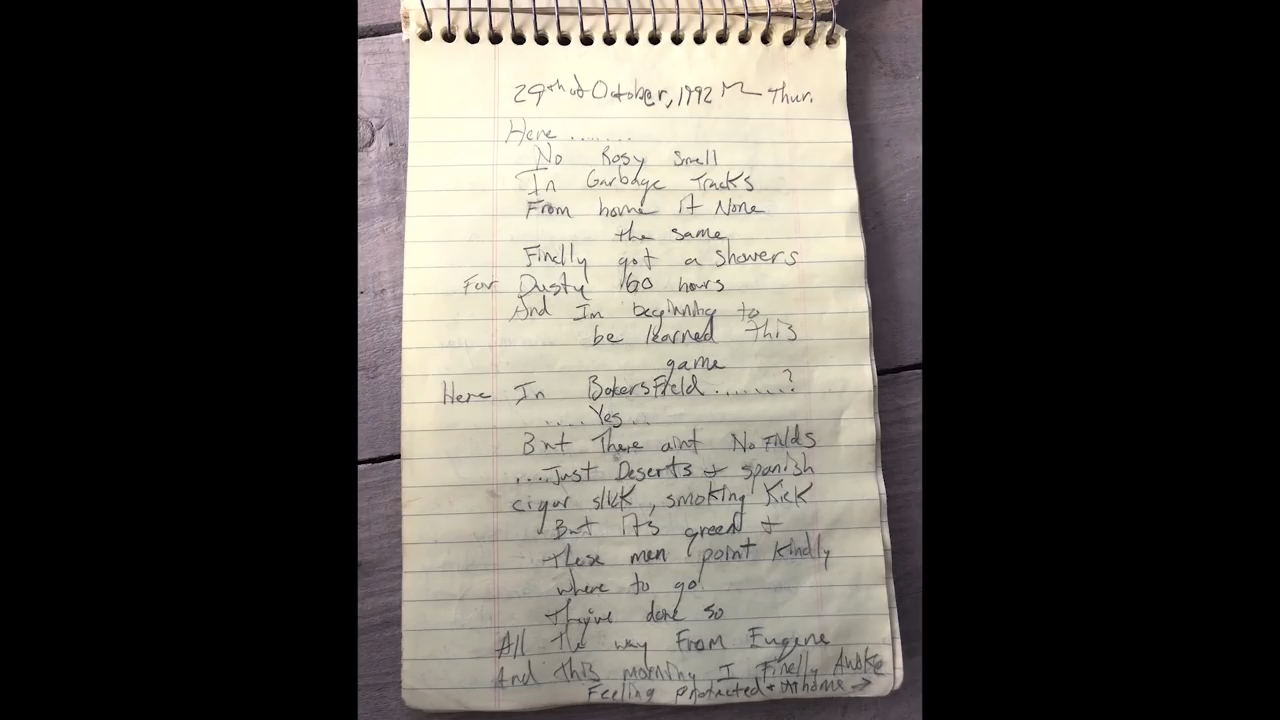 29th of October, 1992 Thur.
Here .......
No Rosy Smell
In Garbage Tracks
From home it None
the same
Finally got a showers
For Dusty 60 hours
And Im beginning to
be learned this
game
Here In Bakersfield ........?
.... Yes ..
But There aint No Fields
....Just Deserts & spanish
cigar slick, smoking Kick
But its green &
these men point kindly
where to go
They've done so
All the way From Eugene
And this morning I Finally Awoke
Feeling protected + at home →